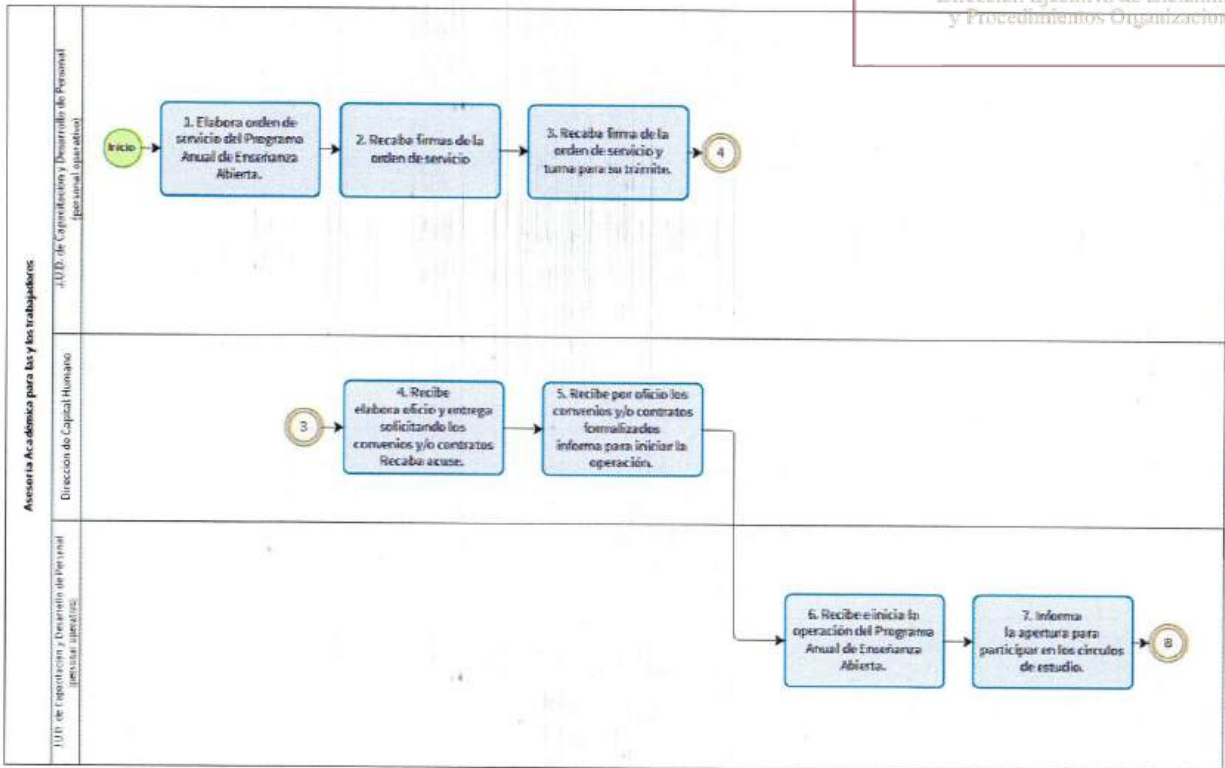 y Procedimientos Organizacion
Asesoría Académica para las y los trabajadores
J.U.D. de Capacitación y Desarrollo de Personal
(personal operativo)
Inicio
1. Elabora orden de
servicio del Programa
Anual de Enseñanza
Abierta.
2. Recaba firmas de la
orden de servicio
3. Recaba firma de la
orden de servicio y
turna para su trámite.
4
Dirección de Capital Humano
3
4. Recibe
elabora oficio y entrega
solicitando los
convenios y/o contratos
Recaba acuse.
5. Recibe por oficio los
convenios y/o contratos
formalizados
informa para iniciar la
operación.
J.U.D. de Capacitación y Desarrollo de Personal
(personal operativo)
6. Recibe e inicia la
operación del Programa
Anual de Enseñanza
Abierta.
7. Informa
la apertura para
participar en los círculos
de estudio.
8